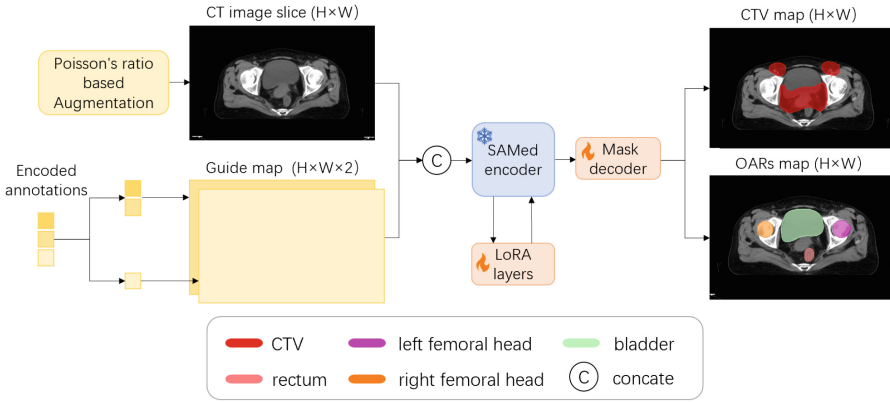 CT image slice (H×W)
CTV map (H×W)
Poisson's ratio
based
Augmentation
SAMed
encoder
Mask
decoder
C
Encoded
annotations
Guide map (H×W×2)
OARs map (H×W)
LoRA
layers
CTV
left femoral head
bladder
rectum
right femoral head
C
concate